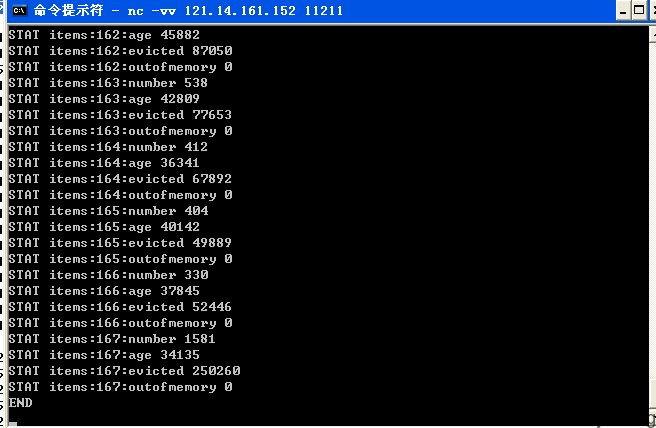 命令提示符 - nc -vv 121.14.161.152 11211
STAT items:162:age 45882
STAT items:162:evicted 87050
STAT items:162:outofmemory 0
STAT items:163:number 538
STAT items:163:age 42809
STAT items:163:evicted 77653
STAT items:163:outofmemory 0
STAT items:164:number 412
STAT items:164:age 36341
STAT items:164:evicted 67892
STAT items:164:outofmemory 0
STAT items:165:number 404
STAT items:165:age 40142
STAT items:165:evicted 49889
STAT items:165:outofmemory 0
STAT items:166:number 330
STAT items:166:age 37845
STAT items:166:evicted 52446
STAT items:166:outofmemory 0
STAT items:167:number 1581
STAT items:167:age 34135
STAT items:167:evicted 250260
STAT items:167:outofmemory 0
END